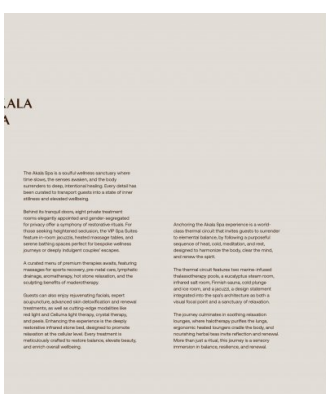 ALA
A
The Akala Spa is a soulful wellness sanctuary where
time slows, the senses awaken, and the body
surrenders to deep, intentional healing. Every detail has
been curated to transport guests into a state of inner
stillness and elevated wellbeing.
Behind its tranquil doors, eight private treatment
rooms elegantly and gender-segregated
for privacy offer a symphony of restorative rituals. For
those seeking heightened seclusion, the VIP Spa Suites
feature in-room jacuzzis, heated massage tables, and
serene bathing spaces perfect for bespoke wellness
journeys or deeply indulgent couples' escapes.
A curated menu of premium therapies awaits, featuring
massages for sports recovery, pre-natal care, lymphatic
drainage, aromatherapy, hot stone relaxation, and the
sculpting benefits of maderotherapy.
Guests can also enjoy rejuvenating facials, expert
acupuncture, advanced skin detoxification and renewal
treatments, as well as cutting-edge modalities like
red light and Celluma light therapy, crystal therapy,
and peels. Enhancing the experience is the deeply
restorative infrared stone bed, designed to promote
relaxation at the cellular level. Every treatment is
meticulously crafted to restore balance, elevate beauty,
and enrich overall wellbeing.
Anchoring the Akala Spa experience is a world-
class thermal circuit that invites guests to surrender
to elemental balance; by following a purposeful
sequence of heat, cold, meditation, and rest,
designed to harmonize the body, clear the mind,
and renew the spirit.
The thermal circuit features two marine-infused
thalassotherapy pools, a eucalyptus steam room,
infrared salt room, Finnish sauna, cold plunge
and ice room, and a jacuzzi, a design statement
integrated into the spa's architecture as both a
visual focal point and a sanctuary of relaxation.
The journey culminates in soothing relaxation
lounges, where halotherapy purifies the lungs,
ergonomic heated loungers cradle the body, and
nourishing herbal teas invite reflection and renewal.
More than just a ritual, this journey is a sensory
immersion in balance, resilience, and renewal.